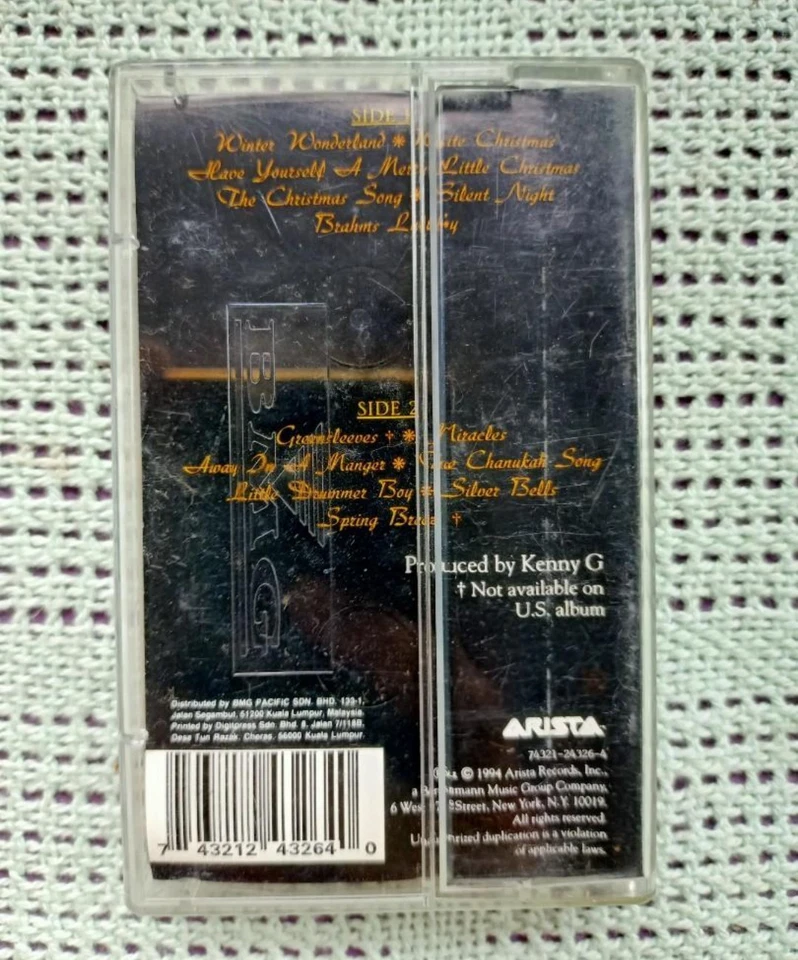 SIDE 1
Winter Wonderland * White Christmas
Have Yourself A Merry Little Christmas
The Christmas Song * Silent Night
Brahms Lullaby
SIDE 2
Greensleeves † * Miracles
Away In A Manger * The Chanukah Song
Little Drummer Boy * Silver Bells
Spring Breeze †
BMG
Produced by Kenny G
† Not available on
U.S. album
Distributed by BMG PACIFIC SDN. BHD. 133-1,
Jalan Segambut, 51200 Kuala Lumpur, Malaysia.
Printed by Digitpress Sdn. Bhd. 8, Jalan 7/118B,
Desa Tun Razak, Cheras, 56000 Kuala Lumpur.
ARISTA
74321-24326-4
© 1994 Arista Records, Inc.,
a Bertelsmann Music Group Company,
6 West 57th Street, New York, N.Y. 10019.
All rights reserved.
Unauthorized duplication is a violation
of applicable laws.
7 43212 43264 0